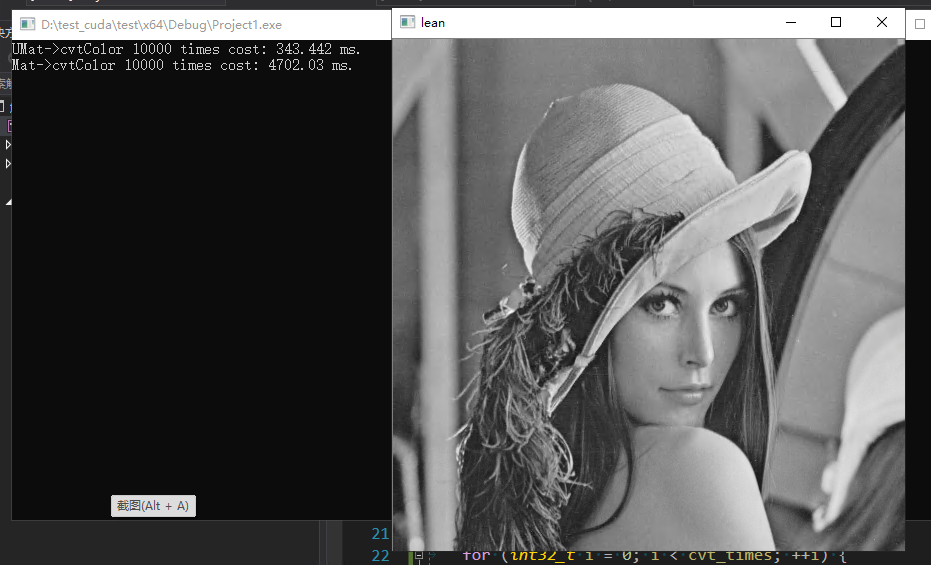 D:\test_cuda\test\x64\Debug\Project1.exe
lean
UMat->cvtColor 10000 times cost: 343.442 ms.
Mat->cvtColor 10000 times cost: 4702.03 ms.
截图(Alt + A)
21
22 for (int32_t i = 0; i < cvt_times; ++i) {